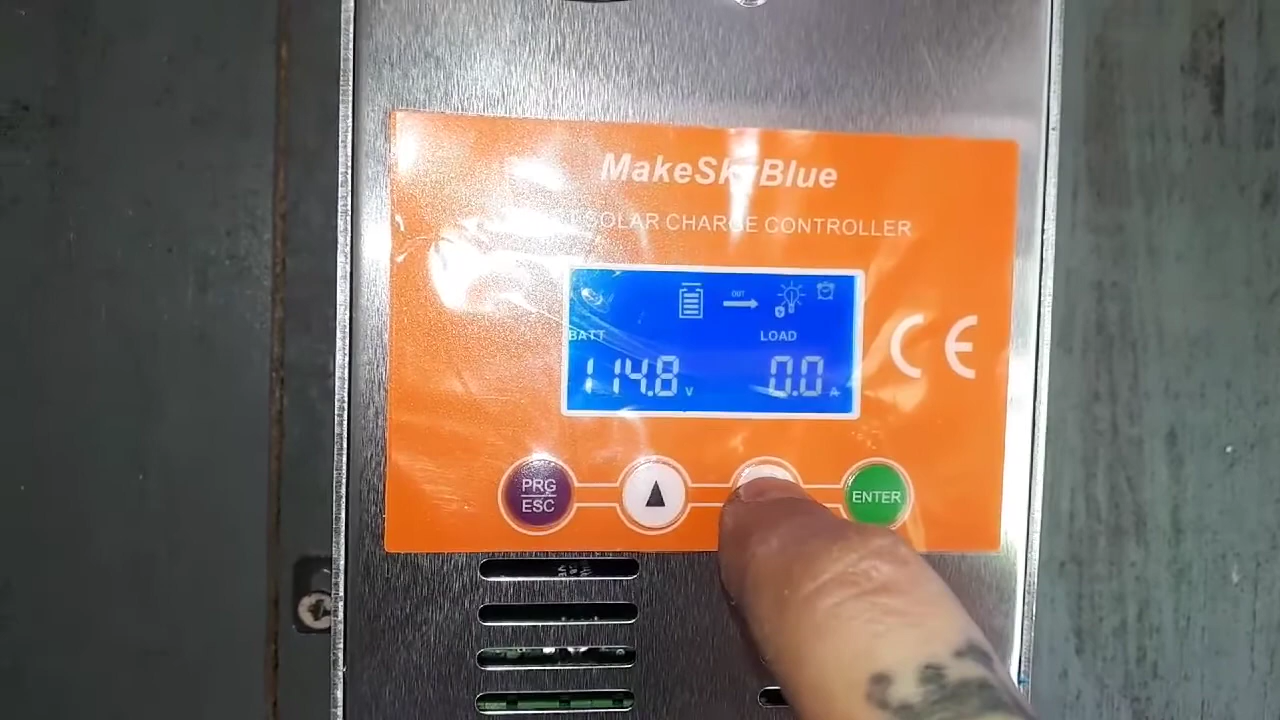 MakeSkyBlue
SOLAR CHARGE CONTROLLER
OUT
BATT LOAD
114.8 V 0.0 A
CE
PRG
ESC
ENTER